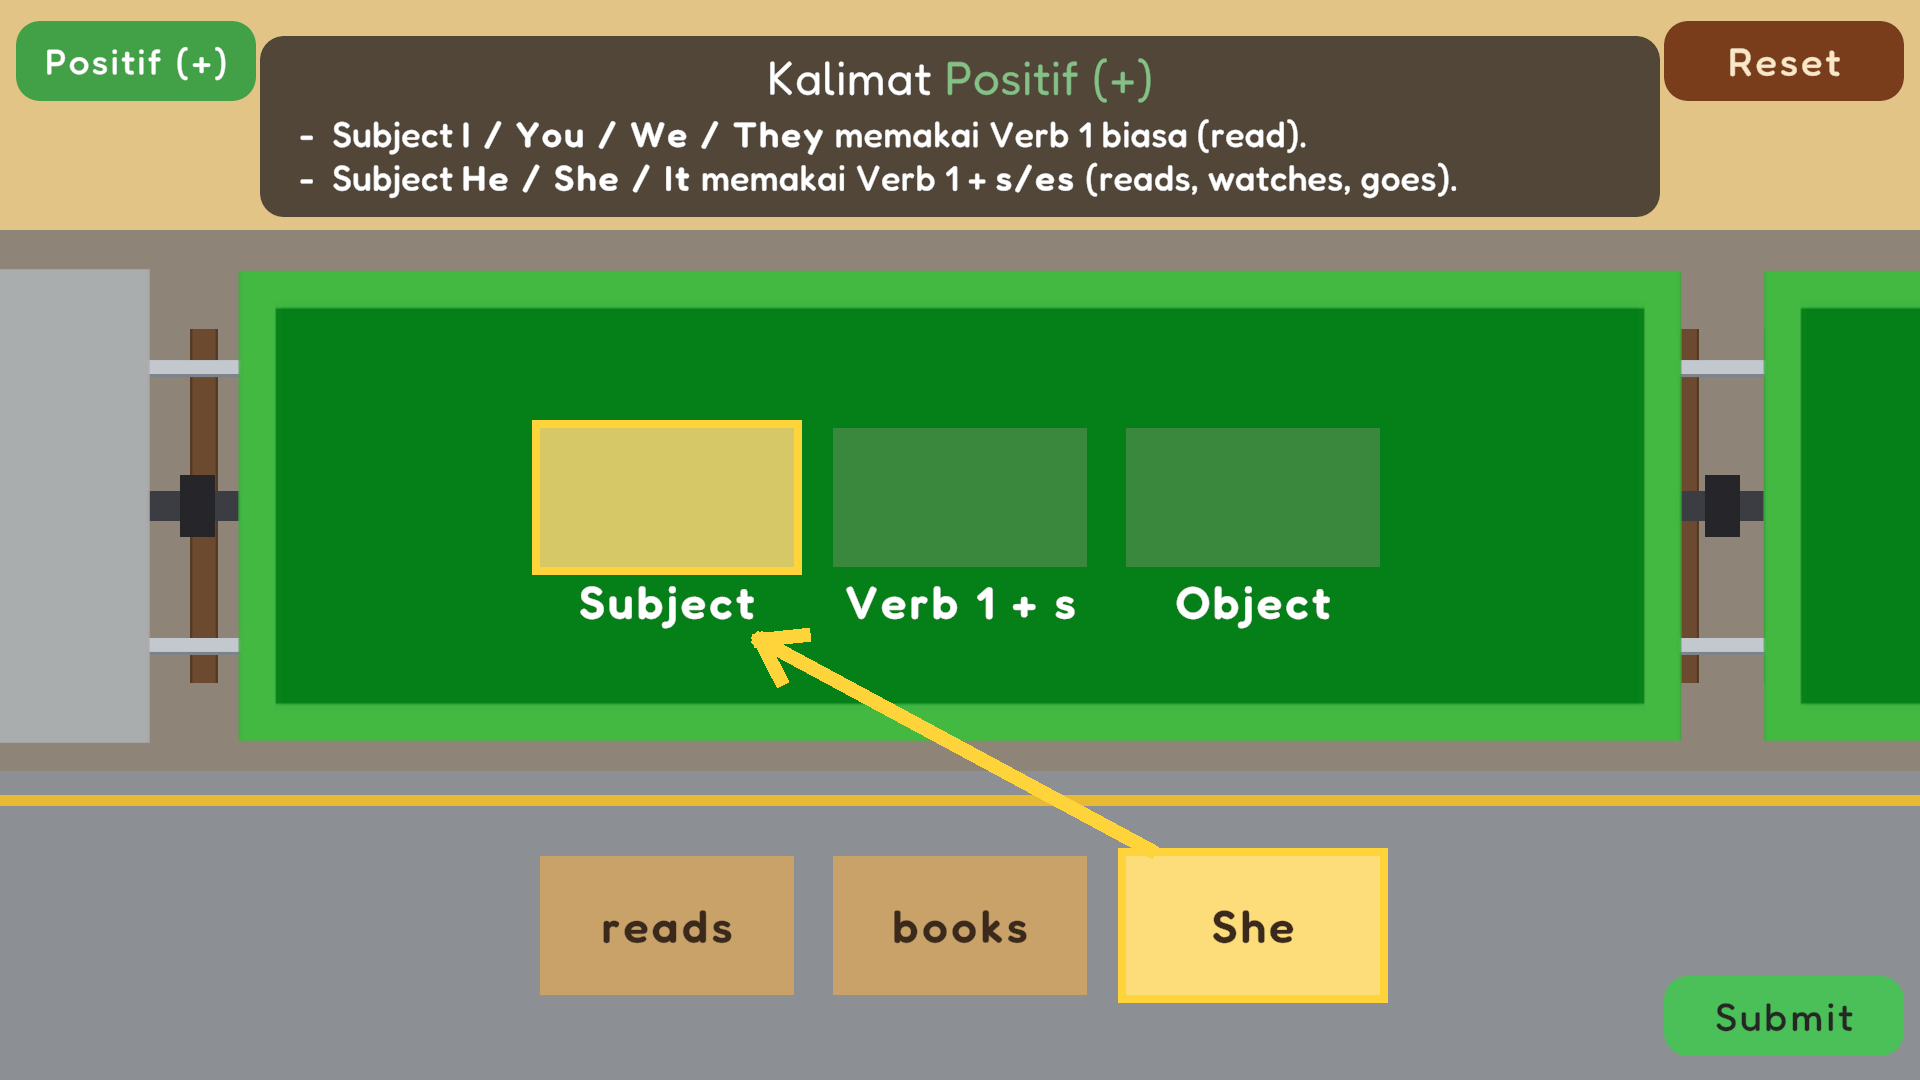 Positif (+)
Kalimat Positif (+)
- Subject I / You / We / They memakai Verb 1 biasa (read).
- Subject He / She / It memakai Verb 1 + s/es (reads, watches, goes).
Reset
Subject
Verb 1 + s
Object
reads
books
She
Submit